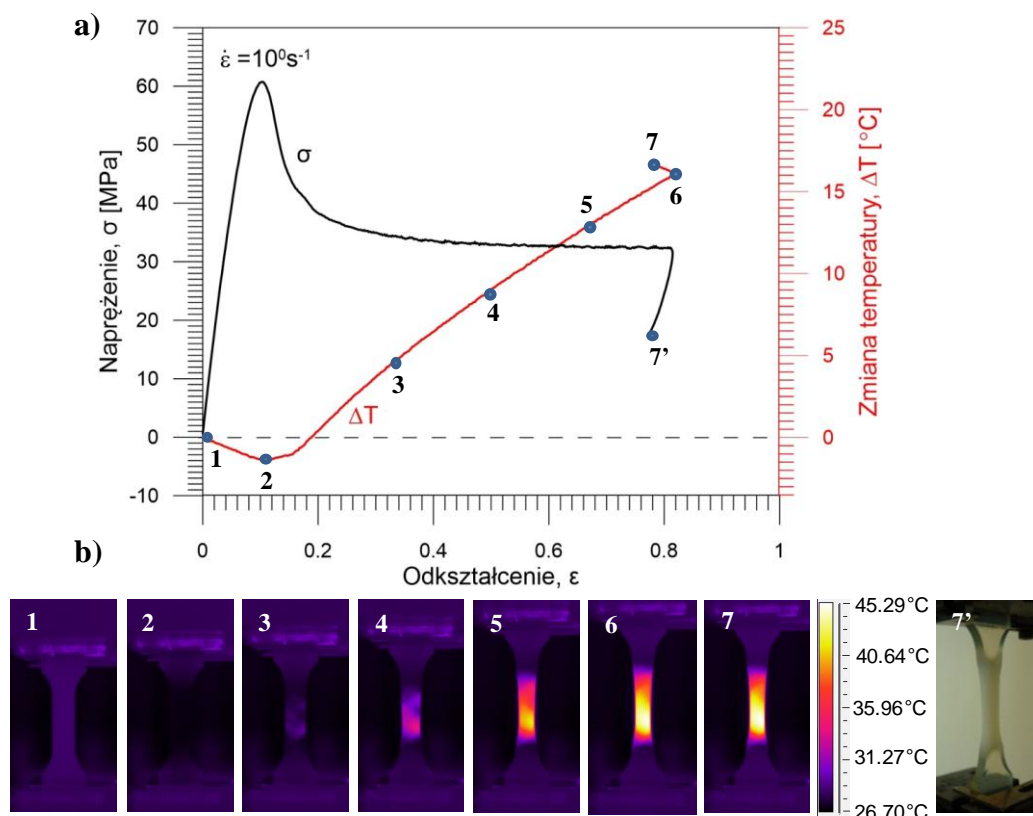 a)
ε̇ =10⁰s⁻¹
σ
ΔT
1
2
3
4
5
6
7
7’
Naprężenie, σ [MPa]
70
60
50
40
30
20
10
0
-10
Zmiana temperatury, ΔT [°C]
25
20
15
10
5
0
0
0.2
0.4
0.6
0.8
1
Odkształcenie, ε
b)
1
2
3
4
5
6
7
45.29°C
40.64°C
35.96°C
31.27°C
26.70°C
7’